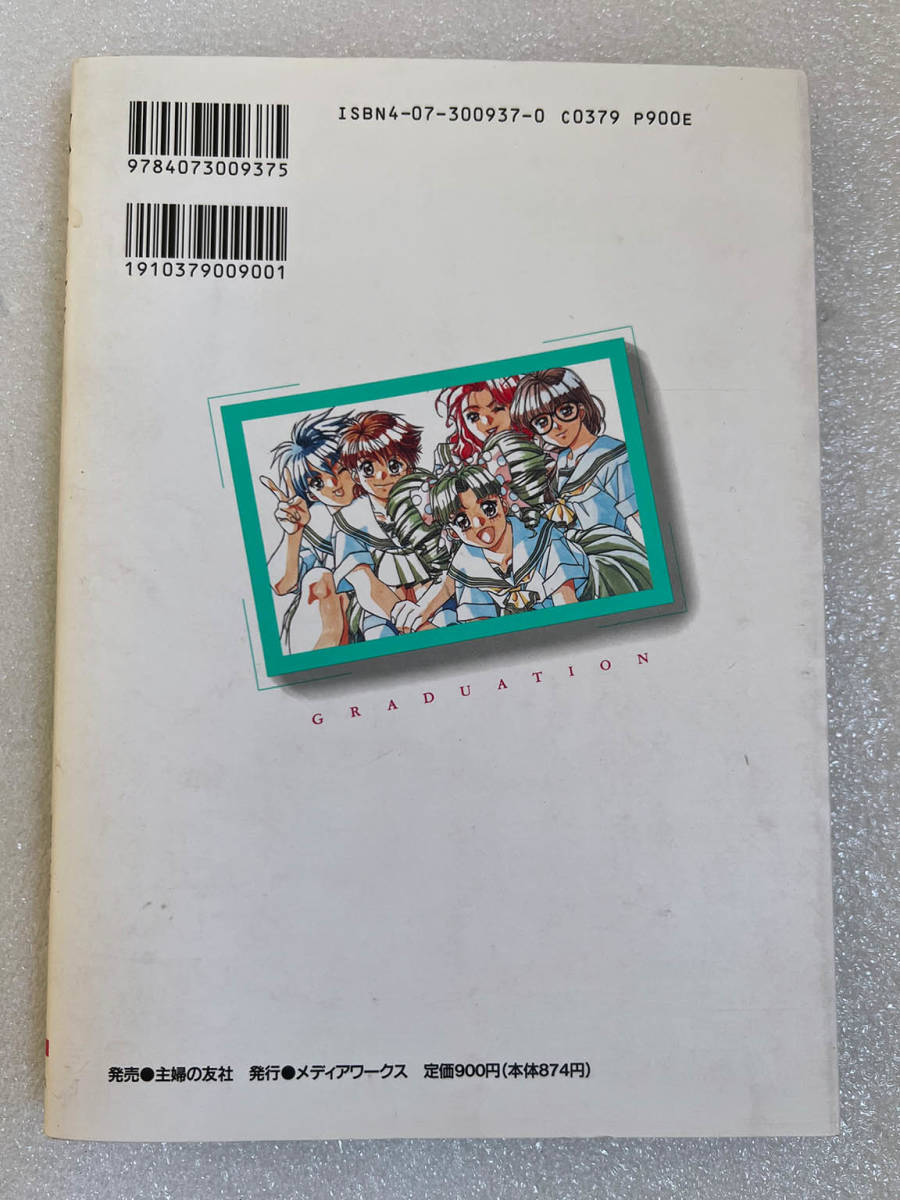 ISBN4-07-300937-0 C0379 P900E
9784073009375
1910379009001
GRADUATION
発売●主婦の友社 発行●メディアワークス 定価900円(本体874円)